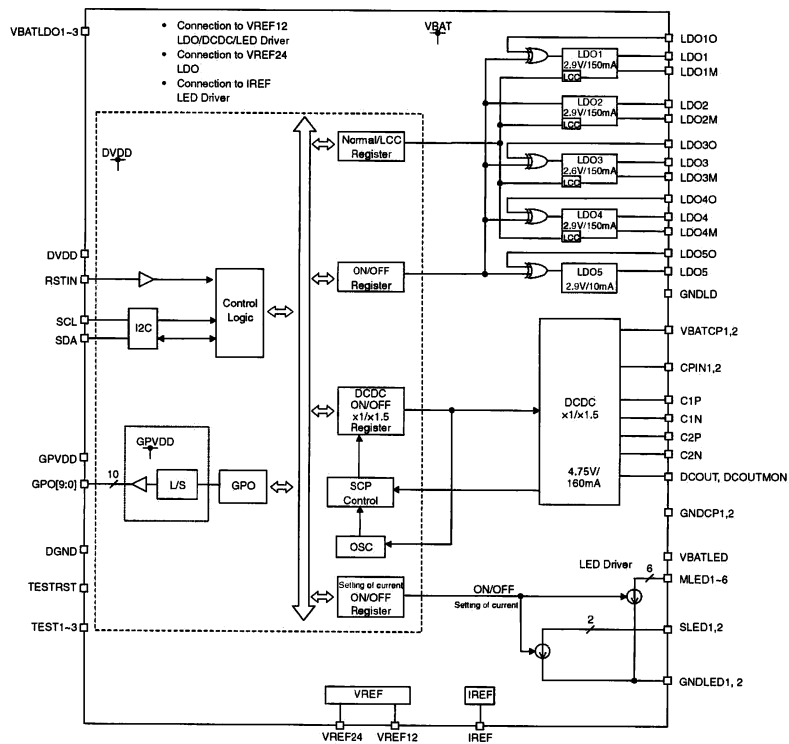 VBATLDO1~3
• Connection to VREF12
LDO/DCDC/LED Driver
• Connection to VREF24
LDO
• Connection to IREF
LED Driver
VBAT
LDO1O
LDO1
LDO1M
LDO1
2.9V/150mA
LCC
LDO2
LDO2M
LDO2
2.9V/150mA
LCC
LDO3O
LDO3
LDO3M
LDO3
2.6V/150mA
LCC
LDO4O
LDO4
LDO4M
LDO4
2.9V/150mA
LCC
LDO5O
LDO5
LDO5
2.9V/10mA
GNDLD
DVDD
Normal/LCC
Register
ON/OFF
Register
DVDD
RSTIN
SCL
SDA
I2C
Control
Logic
DCDC
ON/OFF
x1/x1.5
Register
DCDC
x1/x1.5
4.75V/
160mA
VBATCP1,2
CPIN1,2
C1P
C1N
C2P
C2N
DCOUT, DCOUTMON
GNDCP1,2
GPVDD
GPVDD
GPO[9:0]
10
L/S
GPO
SCP
Control
OSC
DGND
TESTRST
TEST1~3
Setting of current
ON/OFF
Register
ON/OFF
Setting of current
LED Driver
VBATLED
6
MLED1~6
2
SLED1,2
GNDLED1, 2
VREF
IREF
VREF24
VREF12
IREF